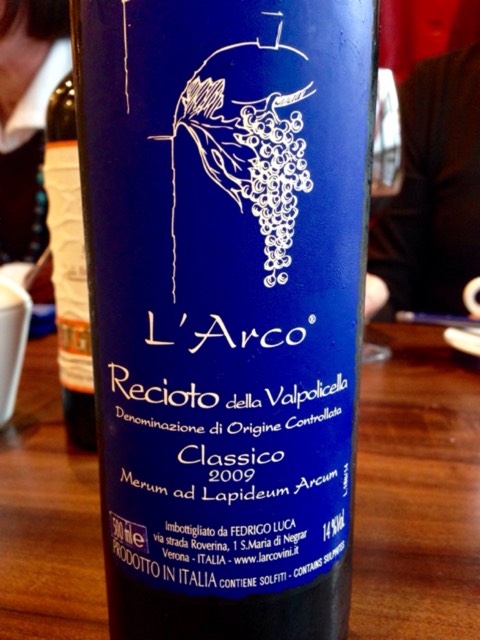 L'Arco®
Recioto della Valpolicella
Denominazione di Origine Controllata
Classico
2009
Merum ad Lapideum Arcum
500 ml e
Imbottigliato da FEDRIGO LUCA
via strada Roverina, 1 S.Maria di Negrar
Verona - ITALIA - www.larcovini.it
14 %Vol.
PRODOTTO IN ITALIA CONTIENE SOLFITI - CONTAINS SULPHITES